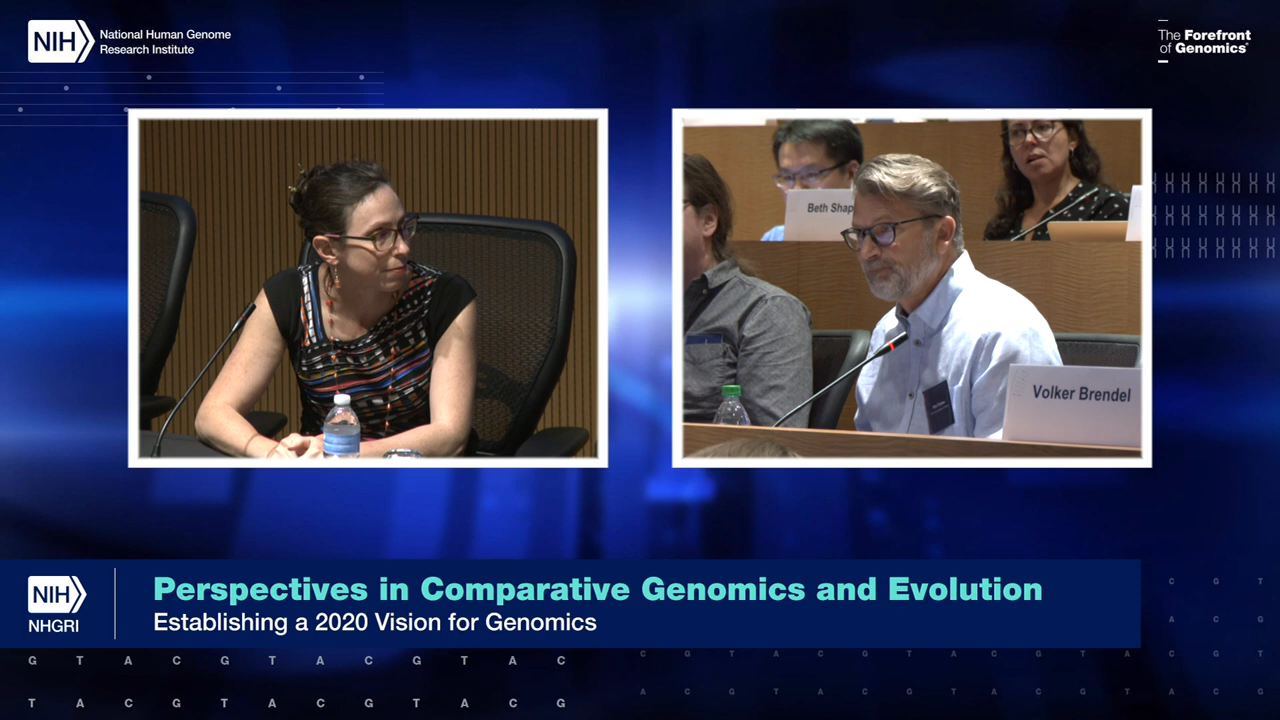 NIH
National Human Genome
Research Institute
The Forefront
of Genomics®
Beth Shap
Volker Brendel
NIH
NHGRI
Perspectives in Comparative Genomics and Evolution
Establishing a 2020 Vision for Genomics
C G T
A C G
G T A C G T A C G T A C
C G T A C G T A C G T A C G T
T A C G T A C G T A C G
A C G T A C G T A C G T A C G